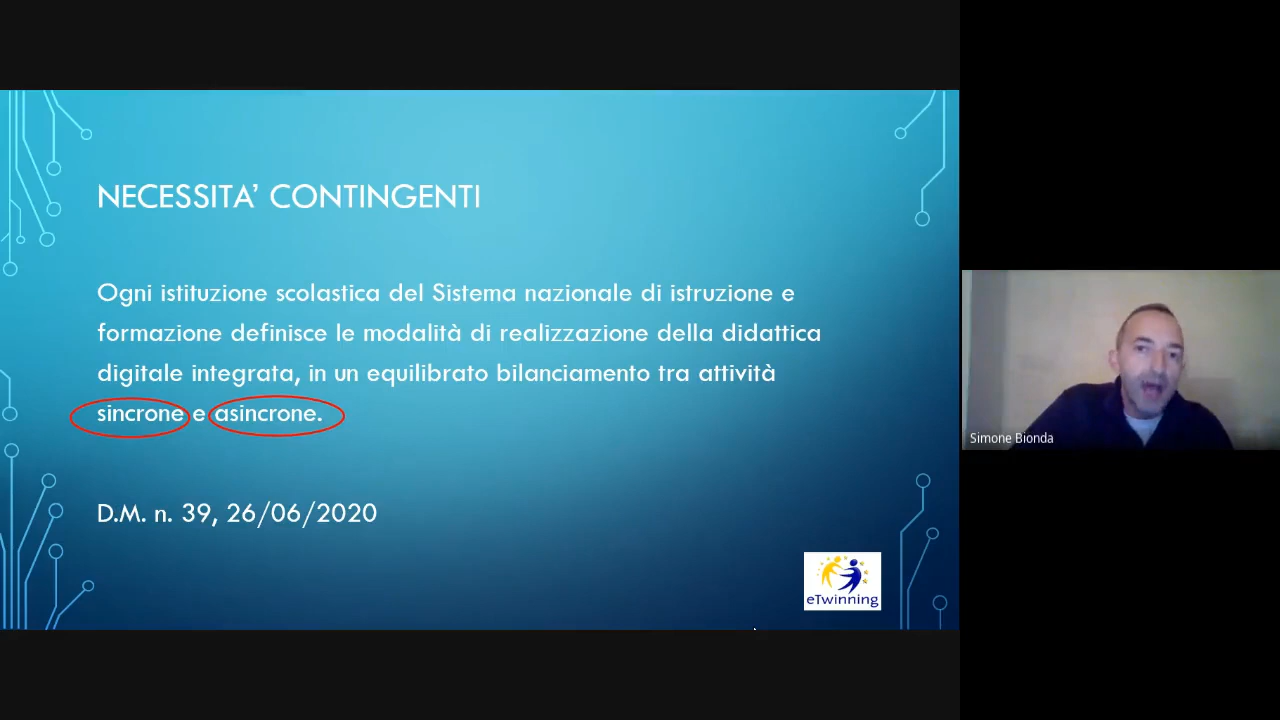 NECESSITA’ CONTINGENTI
Ogni istituzione scolastica del Sistema nazionale di istruzione e
formazione definisce le modalità di realizzazione della didattica
digitale integrata, in un equilibrato bilanciamento tra attività
sincrone e asincrone.
D.M. n. 39, 26/06/2020
eTwinning
Simone Bionda